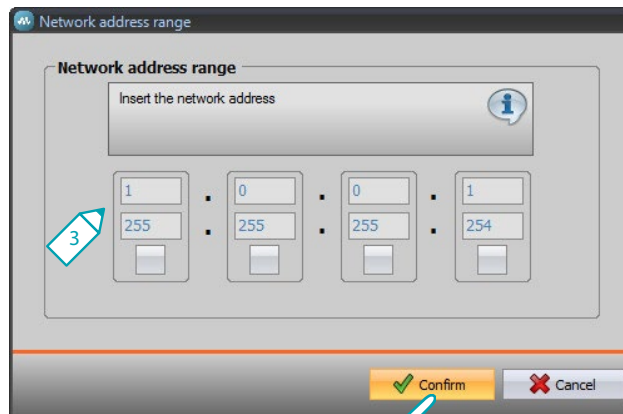 Network address range
Network address range
Insert the network address
1 . 0 . 0 . 1
255 . 255 . 255 . 254
3
Confirm
Cancel